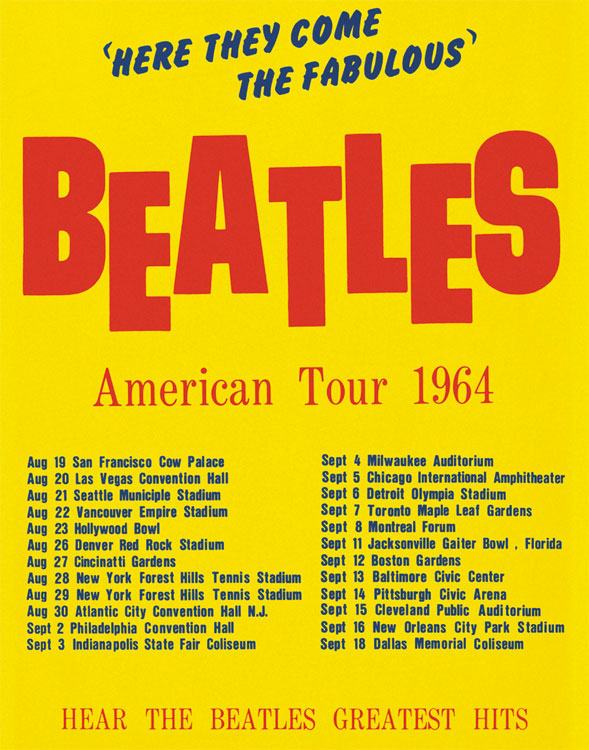 ‘HERE THEY COME
THE FABULOUS’
BEATLES
American Tour 1964
Aug 19 San Francisco Cow Palace
Aug 20 Las Vegas Convention Hall
Aug 21 Seattle Municiple Stadium
Aug 22 Vancouver Empire Stadium
Aug 23 Hollywood Bowl
Aug 26 Denver Red Rock Stadium
Aug 27 Cincinatti Gardens
Aug 28 New York Forest Hills Tennis Stadium
Aug 29 New York Forest Hills Tennis Stadium
Aug 30 Atlantic City Convention Hall N.J.
Sept 2 Philadelphia Convention Hall
Sept 3 Indianapolis State Fair Coliseum
Sept 4 Milwaukee Auditorium
Sept 5 Chicago International Amphitheater
Sept 6 Detroit Olympia Stadium
Sept 7 Toronto Maple Leaf Gardens
Sept 8 Montreal Forum
Sept 11 Jacksonville Gaiter Bowl , Florida
Sept 12 Boston Gardens
Sept 13 Baltimore Civic Center
Sept 14 Pittsburg Civic Arena
Sept 15 Cleveland Public Auditorium
Sept 16 New Orleans City Park Stadium
Sept 18 Dallas Memorial Coliseum
HEAR THE BEATLES GREATEST HITS